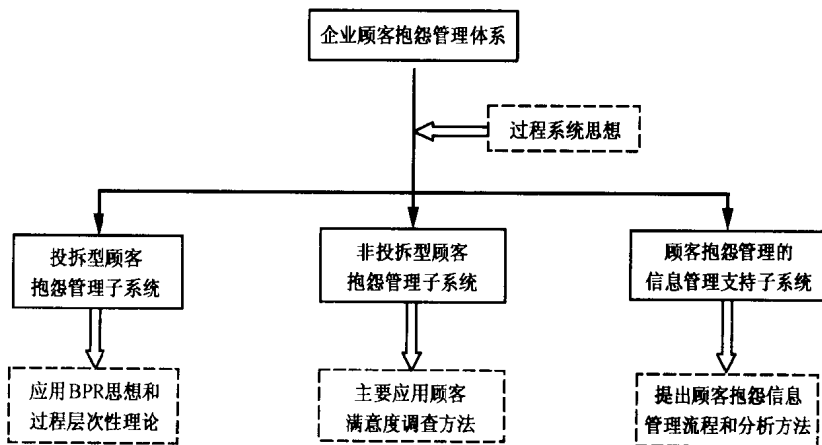 企业顾客抱怨管理体系
过程系统思想
投拆型顾客
抱怨管理子系统
非投拆型顾客
抱怨管理子系统
顾客抱怨管理的
信息管理支持子系统
应用BPR思想和
过程层次性理论
主要应用顾客
满意度调查方法
提出顾客抱怨信息
管理流程和分析方法